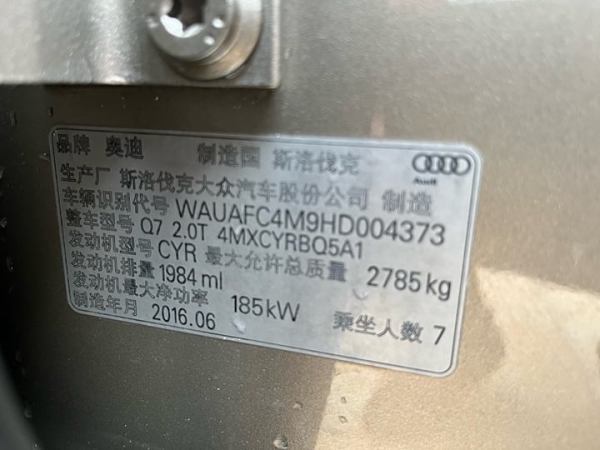 品牌 奥迪 制造国 斯洛伐克
Audi
生产厂 斯洛伐克大众汽车股份公司 制造
车辆识别代号 WAUAFC4M9HD004373
整车型号 Q7 2.0T 4MXCYRBQ5A1
发动机型号 CYR 最大允许总质量 2785kg
发动机排量 1984ml
发动机最大净功率 185kW 乘坐人数 7
制造年月 2016.06